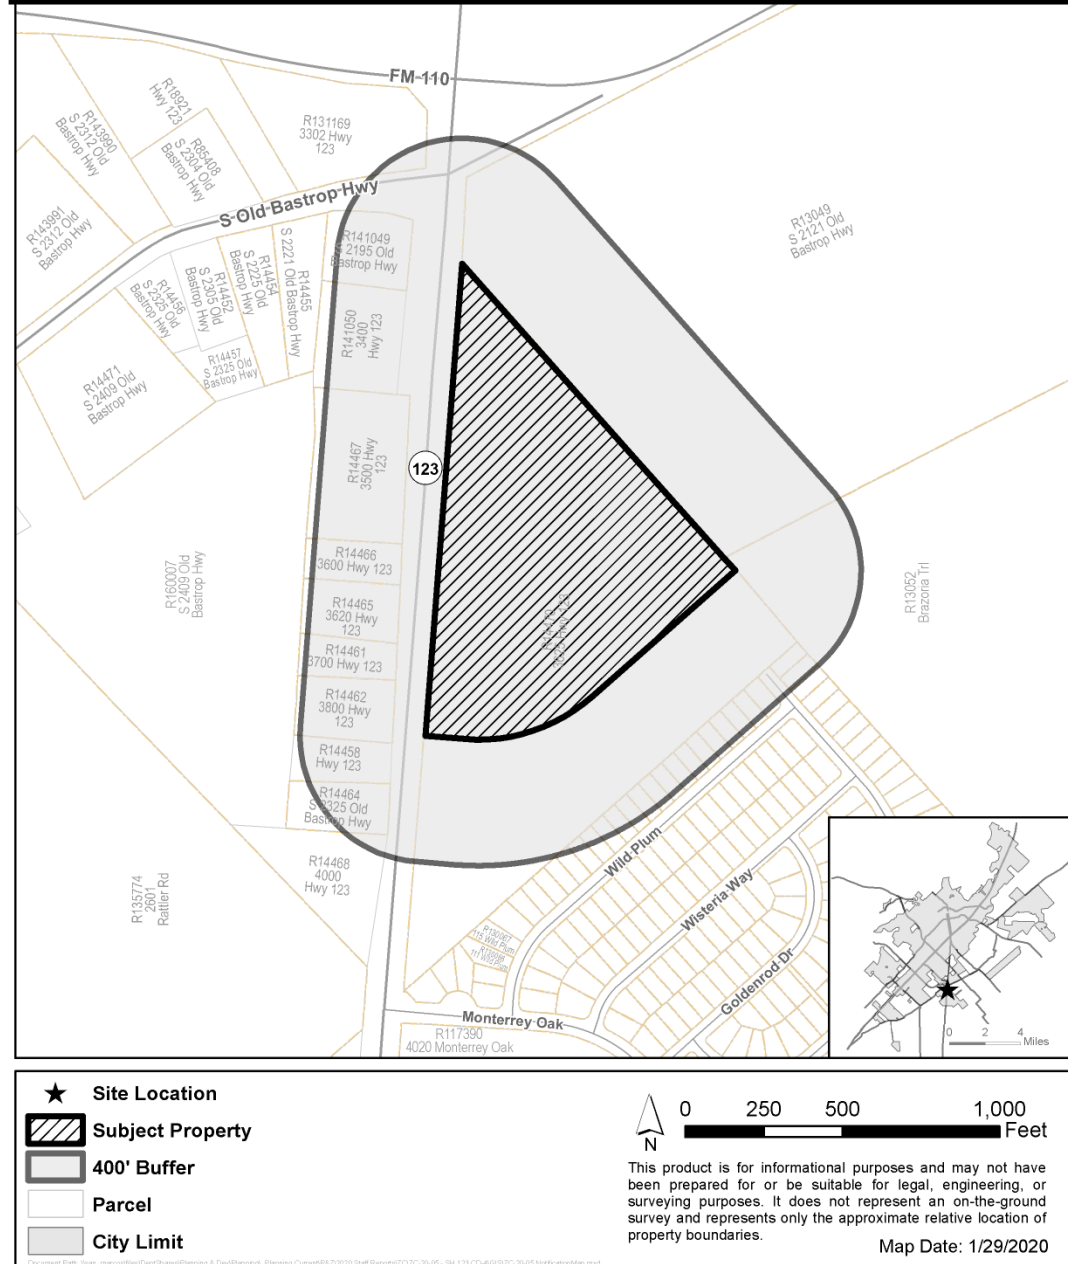 FM 110
R18921
Hwy 123
R143990
S 2312 Old
Bastrop Hwy
R85408
S 2304 Old
Bastrop Hwy
R131169
3302 Hwy
123
S Old Bastrop Hwy
R143991
S 2312 Old
Bastrop Hwy
R13049
S 2121 Old
Bastrop Hwy
R141049
S 2195 Old
Bastrop Hwy
R14455
S 2221 Old Bastrop Hwy
R14454
S 2225 Old
Bastrop Hwy
R14452
S 2305 Old
Bastrop Hwy
R14456
S 2325 Old
Bastrop Hwy
R14457
S 2325 Old
Bastrop Hwy
R141050
3400
Hwy 123
R14471
S 2409 Old
Bastrop Hwy
R14467
3500 Hwy
123
123
R14466
3600 Hwy 123
R160007
S 2409 Old
Bastrop Hwy
R14465
3620 Hwy
123
R13052
Brazoria Trl
R14461
3700 Hwy 123
R14462
3800 Hwy
123
R14458
Hwy 123
R14464
S 2325 Old
Bastrop Hwy
R14468
4000
Hwy 123
R135774
2601
Rattler Rd
Wild Plum
Wisteria Way
Goldenrod Dr
R130067
115 Wild Plum
111 Wild Plum
Monterrey Oak
R117390
4020 Monterrey Oak
0 2 4
Miles
Site Location
Subject Property
400' Buffer
Parcel
City Limit
N
0 250 500 1,000
Feet
This product is for informational purposes and may not have
been prepared for or be suitable for legal, engineering, or
surveying purposes. It does not represent an on-the-ground
survey and represents only the approximate relative location of
property boundaries.
Map Date: 1/29/2020